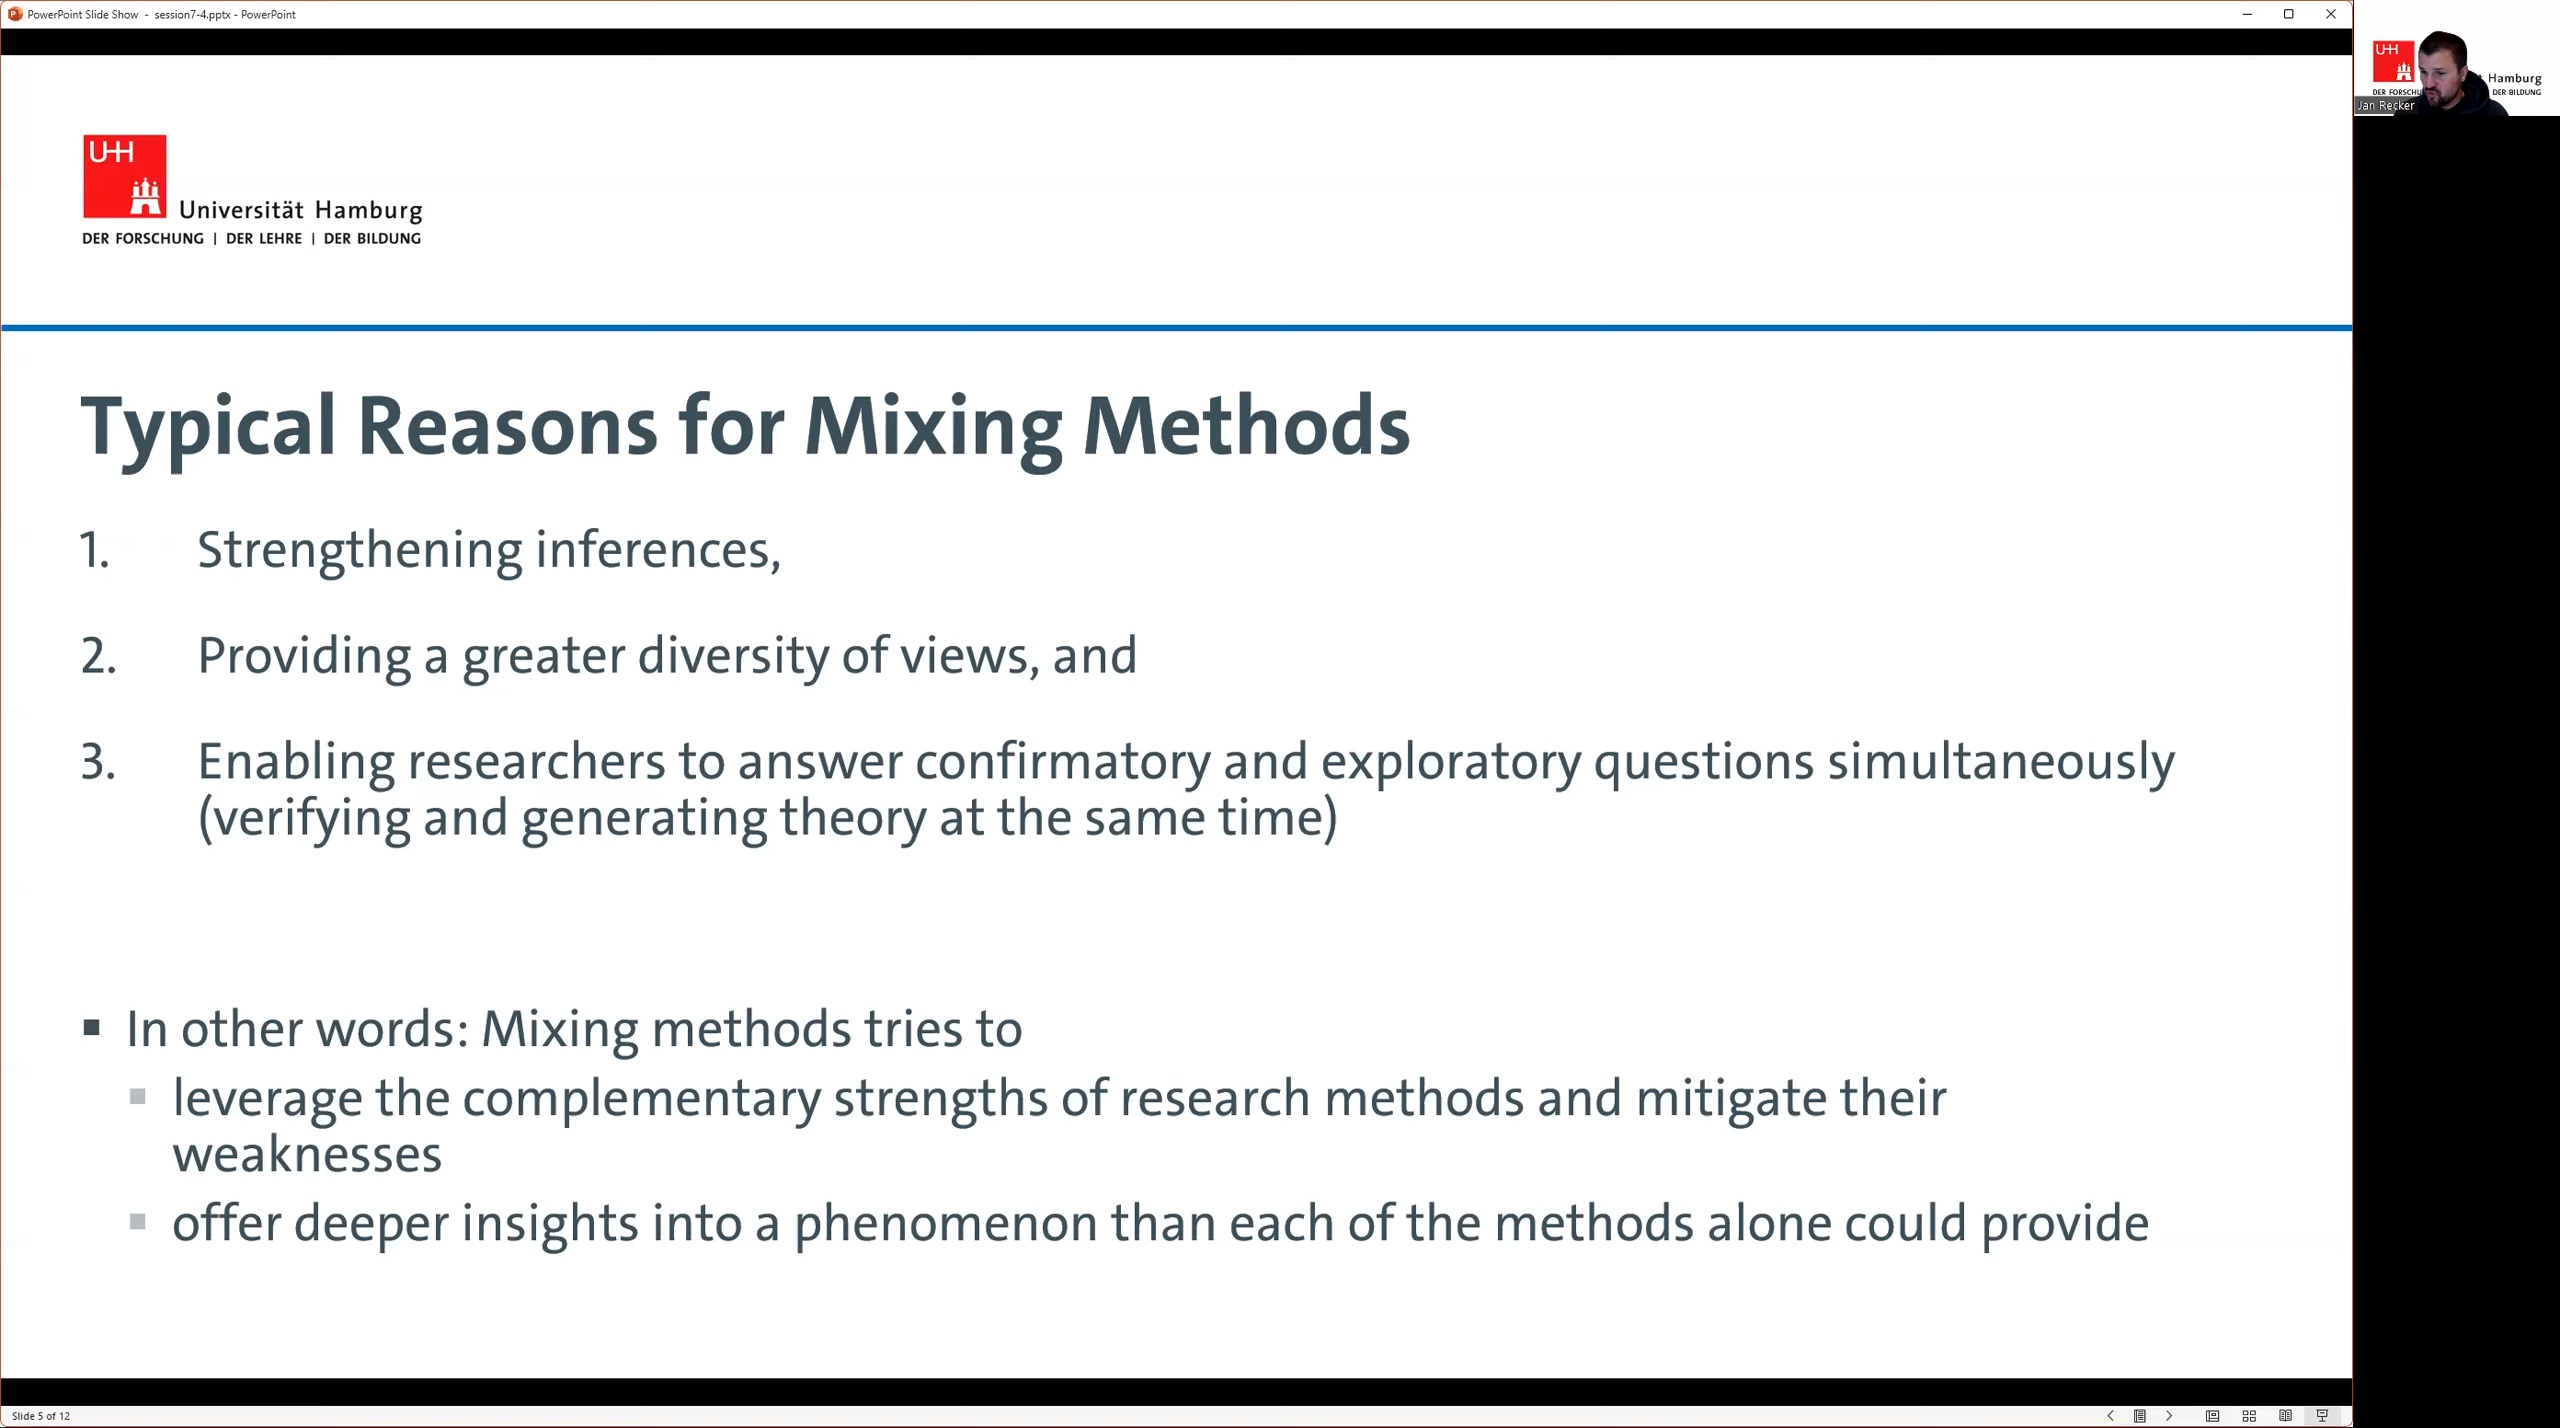 PowerPoint Slide Show - session7-4.pptx - PowerPoint
UHH
Universität Hamburg
DER FORSCHUNG | DER LEHRE | DER BILDUNG
Typical Reasons for Mixing Methods
1. Strengthening inferences,
2. Providing a greater diversity of views, and
3. Enabling researchers to answer confirmatory and exploratory questions simultaneously
(verifying and generating theory at the same time)
▪ In other words: Mixing methods tries to
▪ leverage the complementary strengths of research methods and mitigate their
weaknesses
▪ offer deeper insights into a phenomenon than each of the methods alone could provide
Slide 5 of 12
UHH
Hamburg
DER FORSCHU DER BILDUNG
Jan Recker